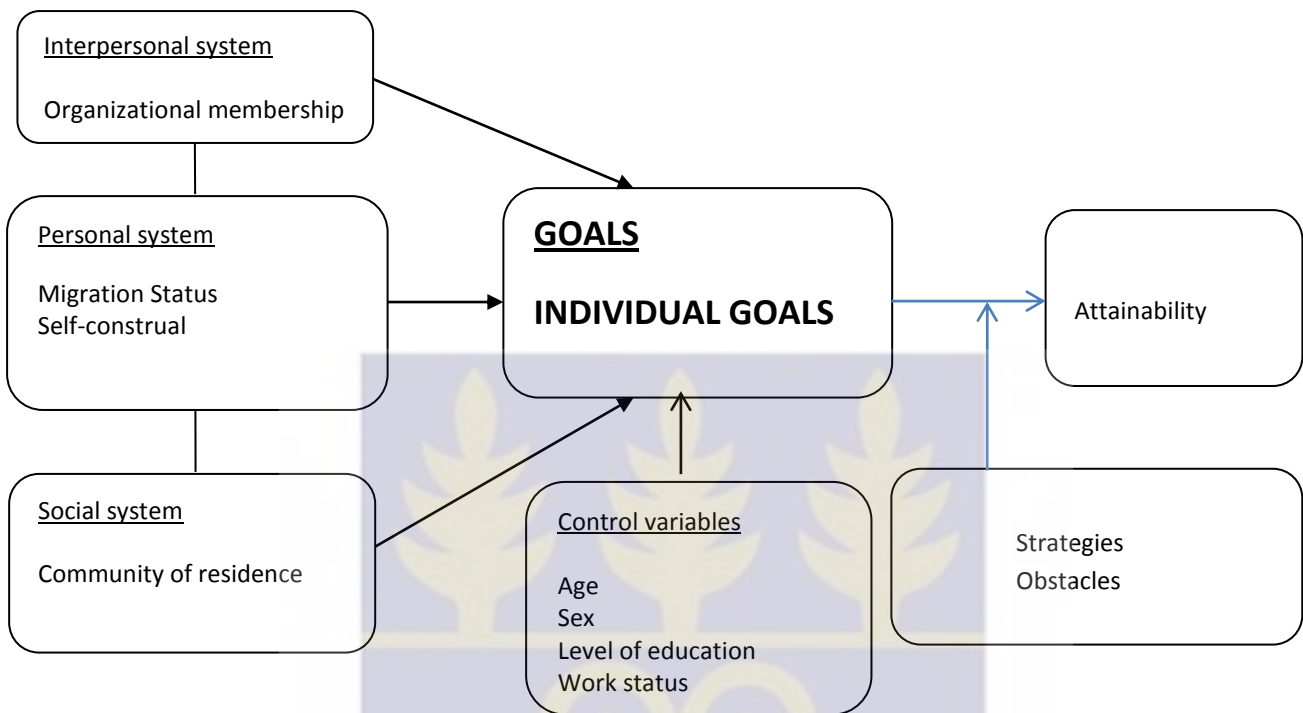 Interpersonal system
Organizational membership
Personal system
Migration Status
Self-construal
Social system
Community of residence
GOALS
INDIVIDUAL GOALS
Control variables
Age
Sex
Level of education
Work status
Attainability
Strategies
Obstacles